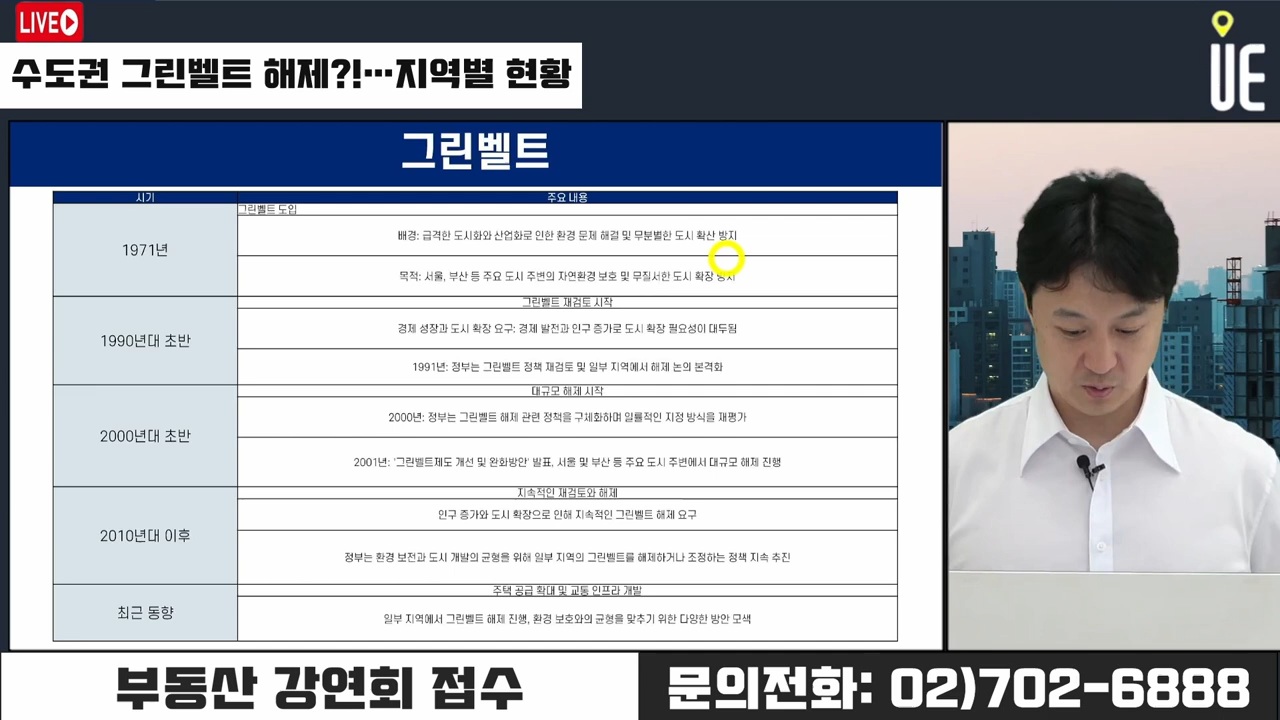 LIVE
수도권 그린벨트 해제?!…지역별 현황
UE
그린벨트
시기
주요 내용
1971년
그린벨트 도입
배경: 급격한 도시화와 산업화로 인한 환경 문제 해결 및 무분별한 도시 확산 방지
목적: 서울, 부산 등 주요 도시 주변의 자연환경 보호 및 무질서한 도시 확장 방지
1990년대 초반
그린벨트 재검토 시작
경제 성장과 도시 확장 요구: 경제 발전과 인구 증가로 도시 확장 필요성이 대두됨
1991년: 정부는 그린벨트 정책 재검토 및 일부 지역에서 해제 논의 본격화
2000년대 초반
대규모 해제 시작
2000년: 정부는 그린벨트 해제 관련 정책을 구체화하며 일률적인 지정 방식을 재평가
2001년: '그린벨트제도 개선 및 완화방안' 발표, 서울 및 부산 등 주요 도시 주변에서 대규모 해제 진행
2010년대 이후
지속적인 재검토와 해제
인구 증가와 도시 확장으로 인해 지속적인 그린벨트 해제 요구
정부는 환경 보전과 도시 개발의 균형을 위해 일부 지역의 그린벨트를 해제하거나 조정하는 정책 지속 추진
최근 동향
주택 공급 확대 및 교통 인프라 개발
일부 지역에서 그린벨트 해제 진행, 환경 보호와의 균형을 맞추기 위한 다양한 방안 모색
부동산 강연회 접수
문의전화: 02)702-6888